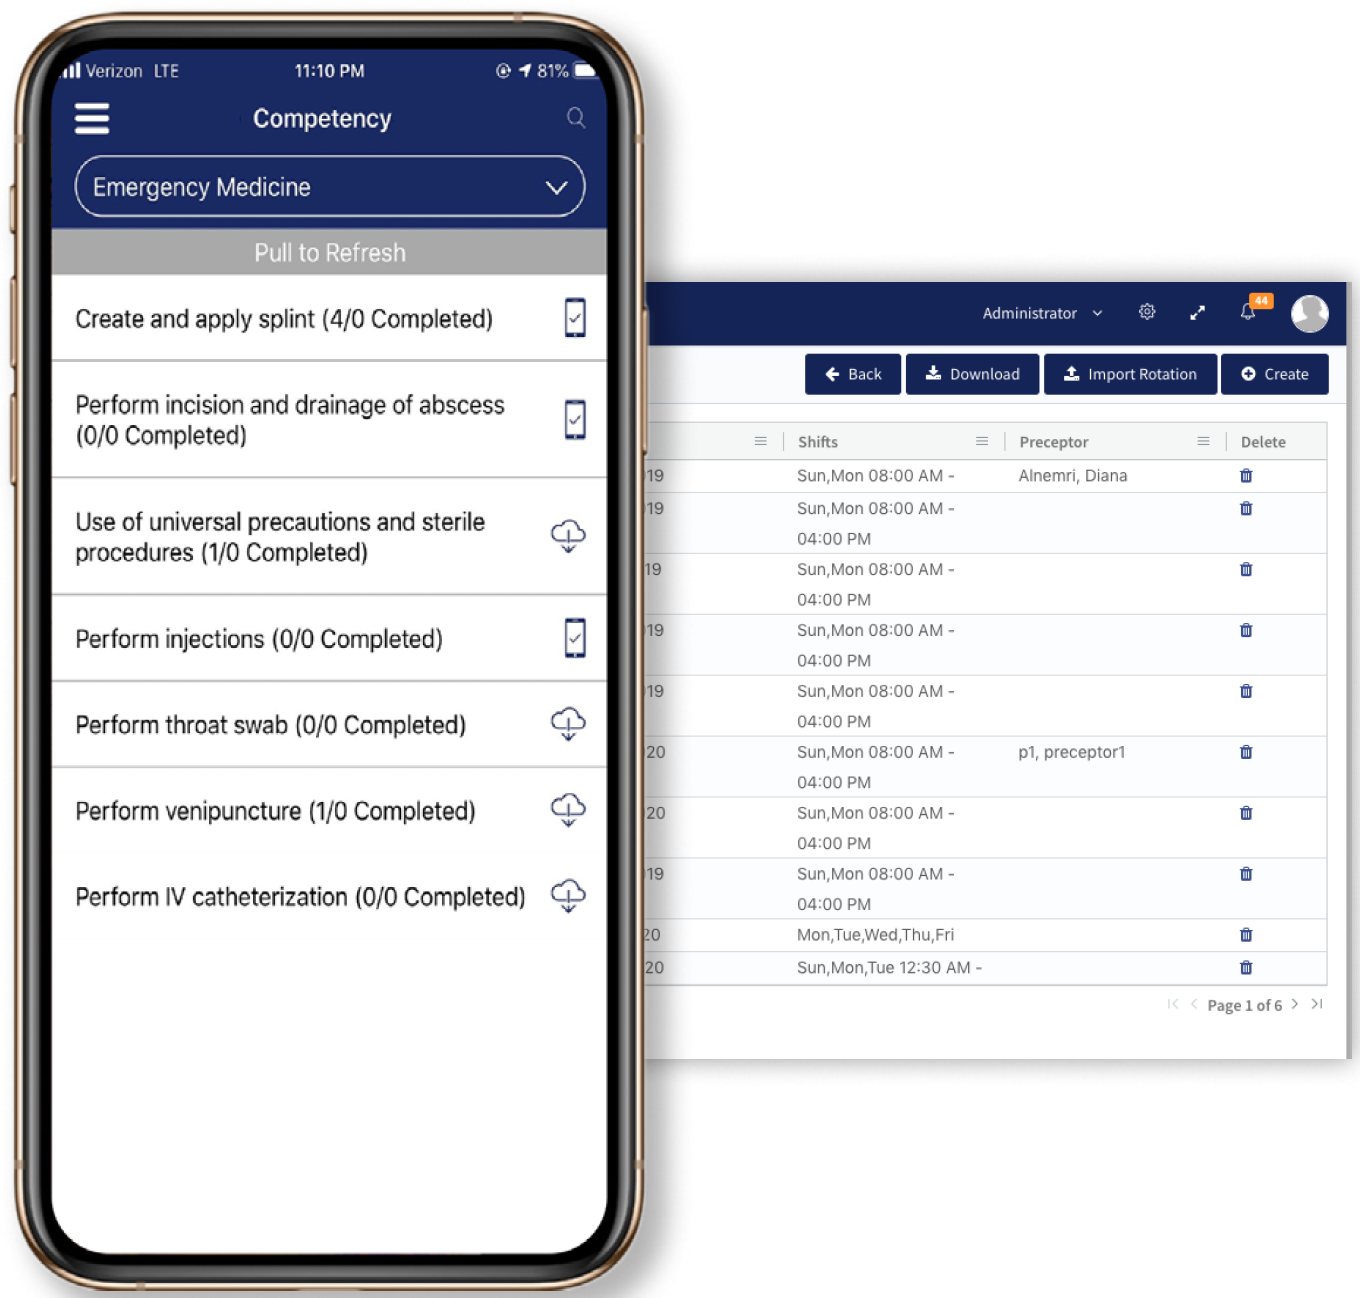 Verizon LTE 11:10 PM 81%
Competency
Emergency Medicine
Pull to Refresh
Create and apply splint (4/0 Completed)
Perform incision and drainage of abscess
(0/0 Completed)
Use of universal precautions and sterile
procedures (1/0 Completed)
Perform injections (0/0 Completed)
Perform throat swab (0/0 Completed)
Perform venipuncture (1/0 Completed)
Perform IV catheterization (0/0 Completed)
Administrator 44
Back Download Import Rotation Create
Shifts Preceptor Delete
19 Sun,Mon 08:00 AM - Alnemri, Diana
19 Sun,Mon 08:00 AM -
04:00 PM
19 Sun,Mon 08:00 AM -
04:00 PM
19 Sun,Mon 08:00 AM -
04:00 PM
19 Sun,Mon 08:00 AM -
04:00 PM
20 Sun,Mon 08:00 AM - p1, preceptor1
04:00 PM
20 Sun,Mon 08:00 AM -
04:00 PM
19 Sun,Mon 08:00 AM -
04:00 PM
20 Mon,Tue,Wed,Thu,Fri
20 Sun,Mon,Tue 12:30 AM -
Page 1 of 6